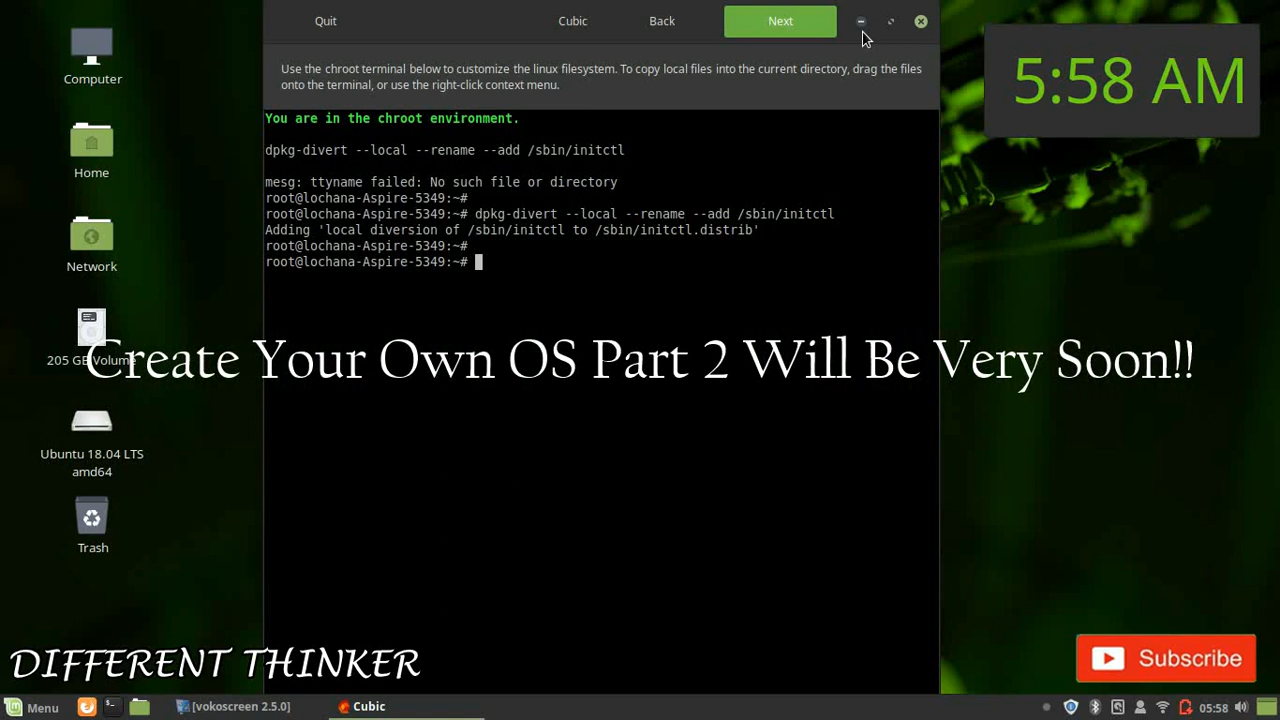 Quit
Cubic
Back
Next
Use the chroot terminal below to customize the linux filesystem. To copy local files into the current directory, drag the files
onto the terminal, or use the right-click context menu.
You are in the chroot environment.
dpkg-divert --local --rename --add /sbin/initctl
mesg: ttyname failed: No such file or directory
root@lochana-Aspire-5349:~#
root@lochana-Aspire-5349:~# dpkg-divert --local --rename --add /sbin/initctl
Adding 'local diversion of /sbin/initctl to /sbin/initctl.distrib'
root@lochana-Aspire-5349:~#
root@lochana-Aspire-5349:~#
5:58 AM
Computer
Home
Network
205 GB Volume
Ubuntu 18.04 LTS
amd64
Trash
Create Your Own OS Part 2 Will Be Very Soon!!
DIFFERENT THINKER
Subscribe
Menu
[vokoscreen 2.5.0]
Cubic
05:58